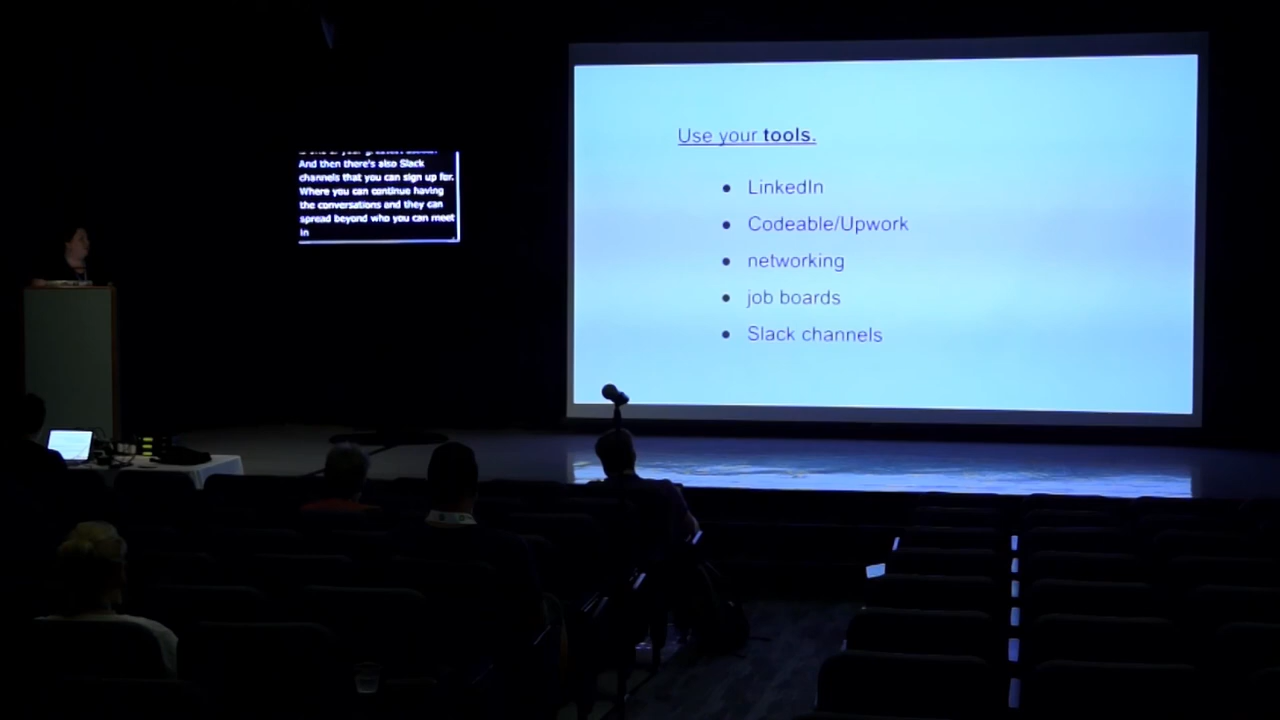 And then there's also Slack
channels that you can sign up for.
Where you can continue having
the conversations and they can
spread beyond who you can meet
in
Use your tools.
LinkedIn
Codeable/Upwork
networking
job boards
Slack channels